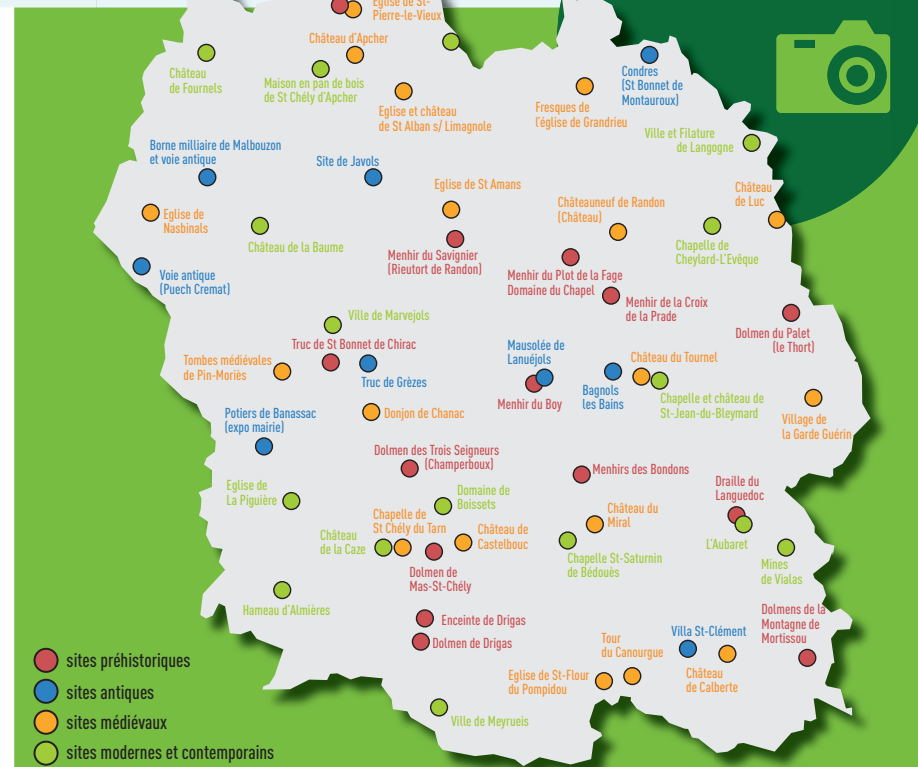 Eglise de St-
Pierre-le-Vieux
Château d'Apcher
Château
de Fournels
Maison en pan de bois
de St Chély d'Apcher
Eglise et château
de St Alban s/ Limagnole
Condres
(St Bonnet de
Montauroux)
Fresques de
l'église de Grandrieu
Ville et Filature
de Langogne
Borne milliaire de Malbouzon
et voie antique
Site de Javols
Eglise de St Amans
Château
de Luc
Eglise de
Nasbinals
Châteauneuf de Randon
(Château)
Château de la Baume
Chapelle de
Cheylard-L'Evêque
Menhir du Savignier
(Rieutort de Randon)
Voie antique
(Puech Cremat)
Menhir du Plot de la Fage
Domaine du Chapel
Menhir de la Croix
de la Prade
Ville de Marvejols
Dolmen du Palet
(le Thort)
Truc de St Bonnet de Chirac
Mausolée de
Lanuéjols
Tombes médiévales
de Pin-Moriès
Château du Tournel
Truc de Grèzes
Bagnols
les Bains
Menhir du Boy
Chapelle et château de
St-Jean-du-Bleymard
Potiers de Banassac
(expo mairie)
Donjon de Chanac
Village de
la Garde Guérin
Dolmen des Trois Seigneurs
(Champerboux)
Menhirs des Bondons
Eglise de
La Piguière
Domaine de
Boissets
Draille du
Languedoc
Chapelle de
St Chély du Tarn
Château du
Miral
Château
de la Caze
Château de
Castelbouc
L'Aubaret
Chapelle St-Saturnin
de Bédouès
Mines
de Vialas
Dolmen de
Mas-St-Chély
Hameau d'Almières
Dolmens de la
Montagne de
Mortissou
Enceinte de Drigas
Villa St-Clément
Dolmen de Drigas
Tour
du Canourgue
sites préhistoriques
Eglise de St-Flour
du Pompidou
Château
de Calberte
sites antiques
Ville de Meyrueis
sites médiévaux
sites modernes et contemporains